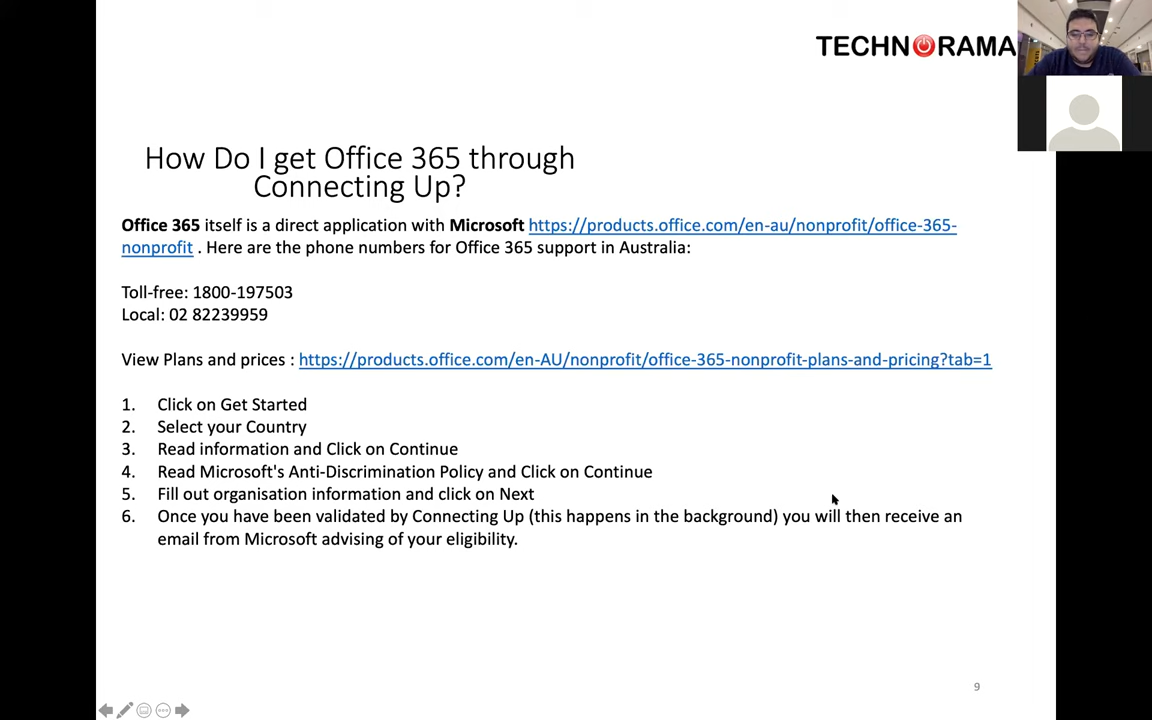 TECHNORAMA
How Do I get Office 365 through
Connecting Up?
Office 365 itself is a direct application with Microsoft https://products.office.com/en-au/nonprofit/office-365-
nonprofit . Here are the phone numbers for Office 365 support in Australia:
Toll-free: 1800-197503
Local: 02 82239959
View Plans and prices : https://products.office.com/en-AU/nonprofit/office-365-nonprofit-plans-and-pricing?tab=1
1. Click on Get Started
2. Select your Country
3. Read information and Click on Continue
4. Read Microsoft's Anti-Discrimination Policy and Click on Continue
5. Fill out organisation information and click on Next
6. Once you have been validated by Connecting Up (this happens in the background) you will then receive an
email from Microsoft advising of your eligibility.
9